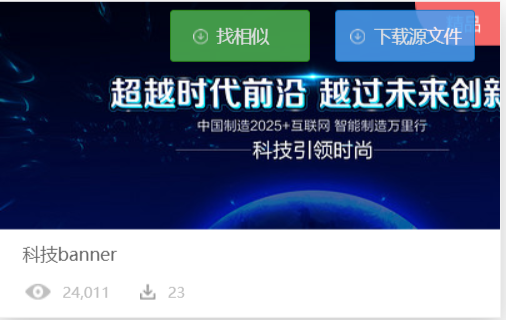 找相似
下载源文件
品
超越时代前沿 越过未来创新
中国制造2025+互联网 智能制造万里行
科技引领时尚
科技banner
24,011
23